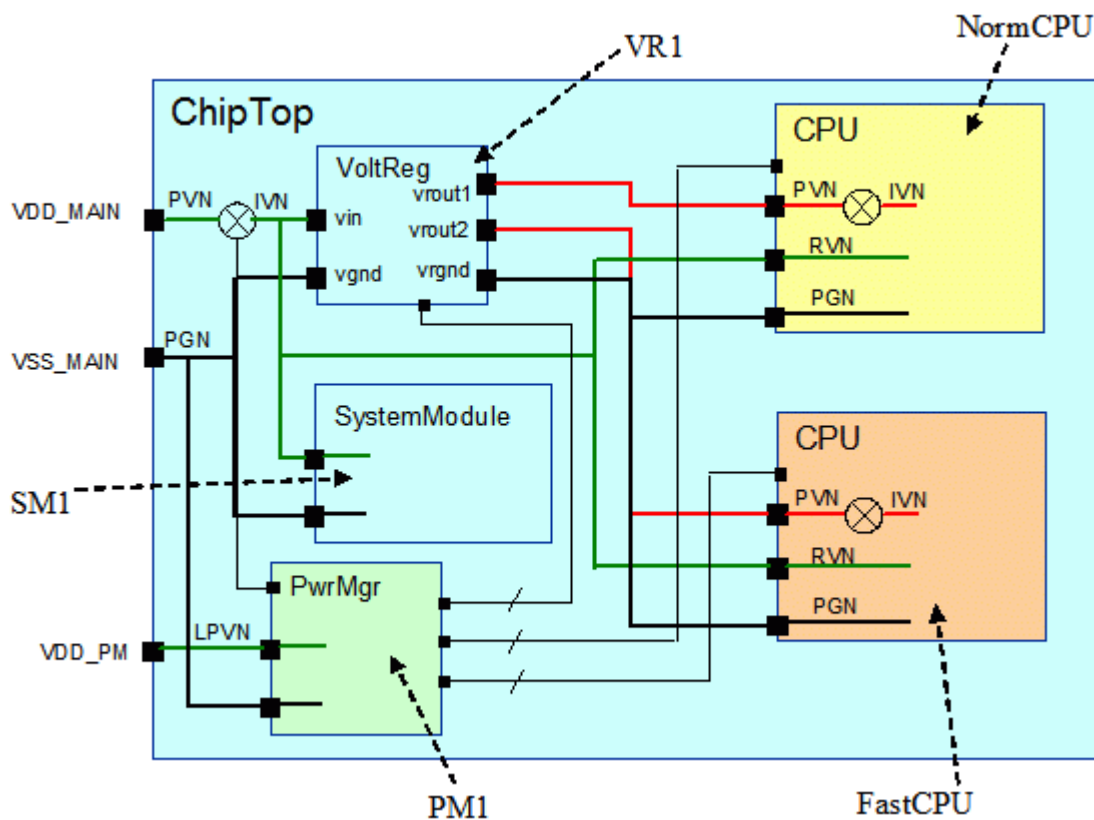 NormCPU
VR1
ChipTop
CPU
VoltReg
vrout1
PVN
IVN
VDD_MAIN
PVN
IVN
vin
vrout2
RVN
vgnd
vrgnd
PGN
PGN
VSS_MAIN
SystemModule
CPU
SM1
PVN
IVN
RVN
PwrMgr
PGN
LPVN
VDD_PM
PM1
FastCPU